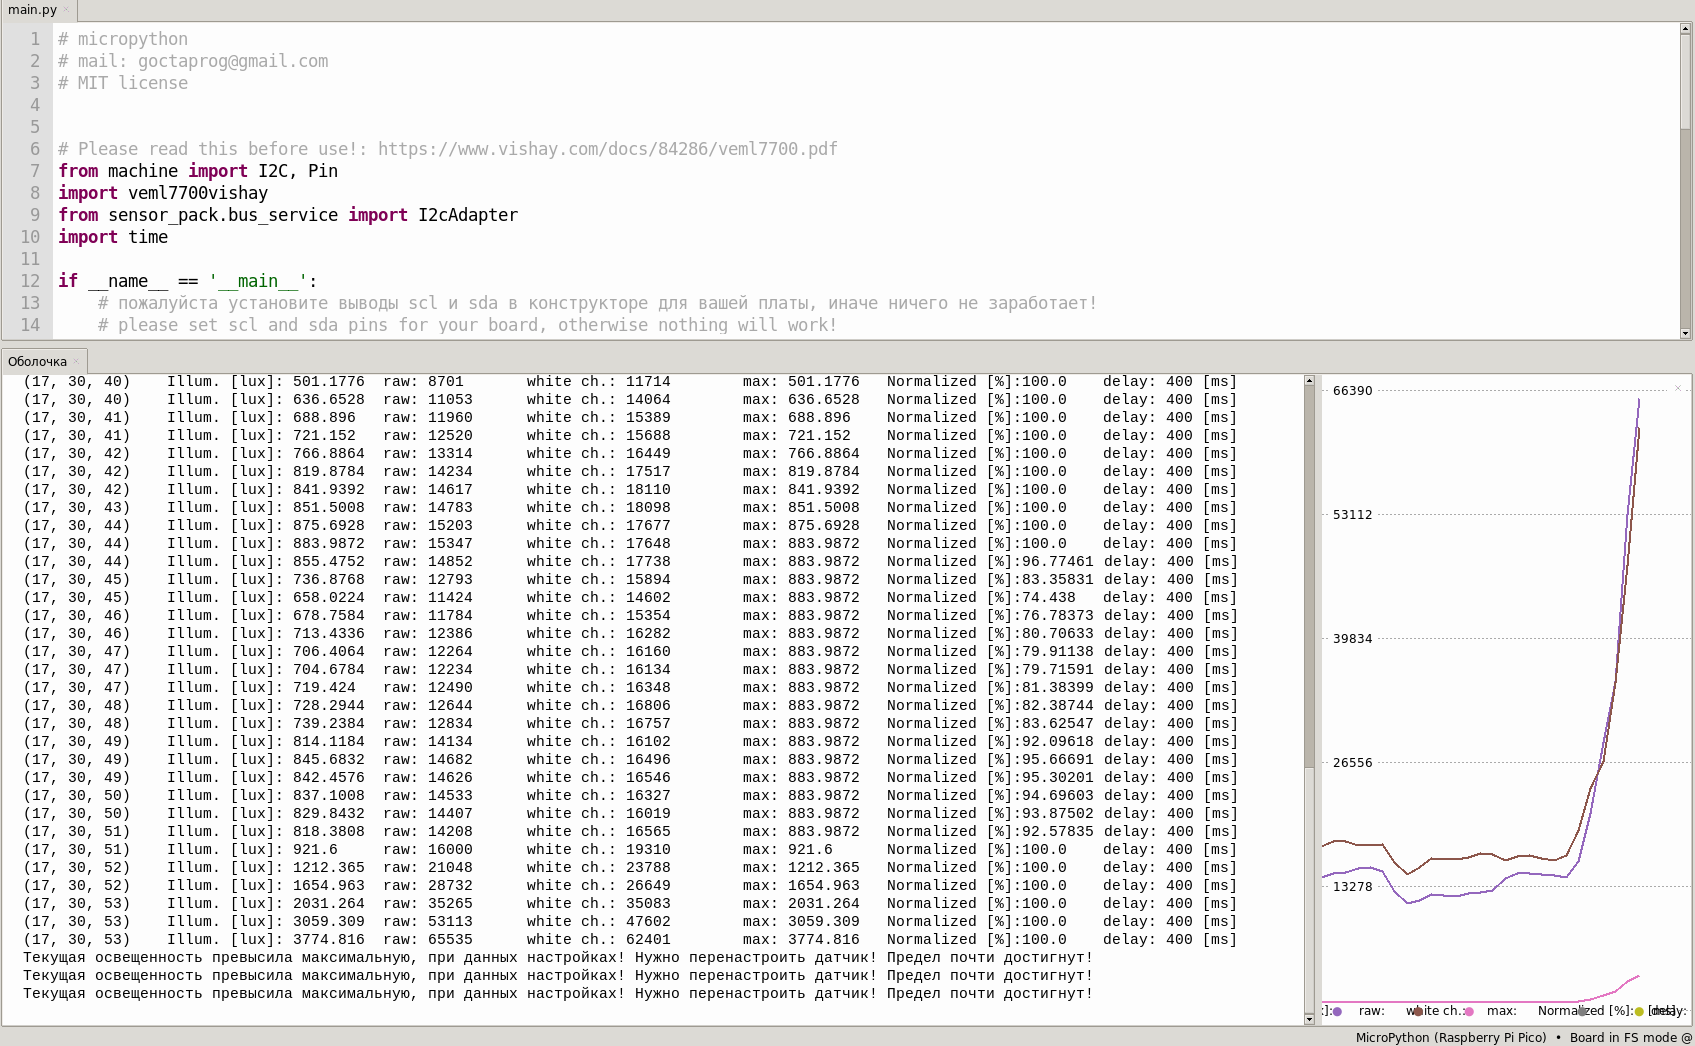 main.py
1 # micropython
2 # mail: goctaprog@gmail.com
3 # MIT license
4
5
6 # Please read this before use!: https://www.vishay.com/docs/84286/veml7700.pdf
7 from machine import I2C, Pin
8 import veml7700vishay
9 from sensor_pack.bus_service import I2cAdapter
10 import time
11
12 if __name__ == '__main__':
13 # пожалуйста установите выводы scl и sda в конструкторе для вашей платы, иначе ничего не заработает!
14 # please set scl and sda pins for your board, otherwise nothing will work!
Оболочка
(17, 30, 40) Illum. [lux]: 501.1776 raw: 8701 white ch.: 11714 max: 501.1776 Normalized [%]:100.0 delay: 400 [ms]
(17, 30, 40) Illum. [lux]: 636.6528 raw: 11053 white ch.: 14064 max: 636.6528 Normalized [%]:100.0 delay: 400 [ms]
(17, 30, 41) Illum. [lux]: 688.896 raw: 11960 white ch.: 15389 max: 688.896 Normalized [%]:100.0 delay: 400 [ms]
(17, 30, 41) Illum. [lux]: 721.152 raw: 12520 white ch.: 15688 max: 721.152 Normalized [%]:100.0 delay: 400 [ms]
(17, 30, 42) Illum. [lux]: 766.8864 raw: 13314 white ch.: 16449 max: 766.8864 Normalized [%]:100.0 delay: 400 [ms]
(17, 30, 42) Illum. [lux]: 819.8784 raw: 14234 white ch.: 17517 max: 819.8784 Normalized [%]:100.0 delay: 400 [ms]
(17, 30, 42) Illum. [lux]: 841.9392 raw: 14617 white ch.: 18110 max: 841.9392 Normalized [%]:100.0 delay: 400 [ms]
(17, 30, 43) Illum. [lux]: 851.5008 raw: 14783 white ch.: 18098 max: 851.5008 Normalized [%]:100.0 delay: 400 [ms]
(17, 30, 44) Illum. [lux]: 875.6928 raw: 15203 white ch.: 17677 max: 875.6928 Normalized [%]:100.0 delay: 400 [ms]
(17, 30, 44) Illum. [lux]: 883.9872 raw: 15347 white ch.: 17648 max: 883.9872 Normalized [%]:100.0 delay: 400 [ms]
(17, 30, 44) Illum. [lux]: 855.4752 raw: 14852 white ch.: 17738 max: 883.9872 Normalized [%]:96.77461 delay: 400 [ms]
(17, 30, 45) Illum. [lux]: 736.8768 raw: 12793 white ch.: 15894 max: 883.9872 Normalized [%]:83.35831 delay: 400 [ms]
(17, 30, 45) Illum. [lux]: 658.0224 raw: 11424 white ch.: 14602 max: 883.9872 Normalized [%]:74.438 delay: 400 [ms]
(17, 30, 46) Illum. [lux]: 678.7584 raw: 11784 white ch.: 15354 max: 883.9872 Normalized [%]:76.78373 delay: 400 [ms]
(17, 30, 46) Illum. [lux]: 713.4336 raw: 12386 white ch.: 16282 max: 883.9872 Normalized [%]:80.70633 delay: 400 [ms]
(17, 30, 47) Illum. [lux]: 706.4064 raw: 12264 white ch.: 16160 max: 883.9872 Normalized [%]:79.91138 delay: 400 [ms]
(17, 30, 47) Illum. [lux]: 704.6784 raw: 12234 white ch.: 16134 max: 883.9872 Normalized [%]:79.71591 delay: 400 [ms]
(17, 30, 47) Illum. [lux]: 719.424 raw: 12490 white ch.: 16348 max: 883.9872 Normalized [%]:81.38399 delay: 400 [ms]
(17, 30, 48) Illum. [lux]: 728.2944 raw: 12644 white ch.: 16806 max: 883.9872 Normalized [%]:82.38744 delay: 400 [ms]
(17, 30, 48) Illum. [lux]: 739.2384 raw: 12834 white ch.: 16757 max: 883.9872 Normalized [%]:83.62547 delay: 400 [ms]
(17, 30, 49) Illum. [lux]: 814.1184 raw: 14134 white ch.: 16102 max: 883.9872 Normalized [%]:92.09618 delay: 400 [ms]
(17, 30, 49) Illum. [lux]: 845.6832 raw: 14682 white ch.: 16496 max: 883.9872 Normalized [%]:95.66691 delay: 400 [ms]
(17, 30, 49) Illum. [lux]: 842.4576 raw: 14626 white ch.: 16546 max: 883.9872 Normalized [%]:95.30201 delay: 400 [ms]
(17, 30, 50) Illum. [lux]: 837.1008 raw: 14533 white ch.: 16327 max: 883.9872 Normalized [%]:94.69603 delay: 400 [ms]
(17, 30, 50) Illum. [lux]: 829.8432 raw: 14407 white ch.: 16019 max: 883.9872 Normalized [%]:93.87502 delay: 400 [ms]
(17, 30, 51) Illum. [lux]: 818.3808 raw: 14208 white ch.: 16565 max: 883.9872 Normalized [%]:92.57835 delay: 400 [ms]
(17, 30, 51) Illum. [lux]: 921.6 raw: 16000 white ch.: 19310 max: 921.6 Normalized [%]:100.0 delay: 400 [ms]
(17, 30, 52) Illum. [lux]: 1212.365 raw: 21048 white ch.: 23788 max: 1212.365 Normalized [%]:100.0 delay: 400 [ms]
(17, 30, 52) Illum. [lux]: 1654.963 raw: 28732 white ch.: 26649 max: 1654.963 Normalized [%]:100.0 delay: 400 [ms]
(17, 30, 53) Illum. [lux]: 2031.264 raw: 35265 white ch.: 35083 max: 2031.264 Normalized [%]:100.0 delay: 400 [ms]
(17, 30, 53) Illum. [lux]: 3059.309 raw: 53113 white ch.: 47602 max: 3059.309 Normalized [%]:100.0 delay: 400 [ms]
(17, 30, 53) Illum. [lux]: 3774.816 raw: 65535 white ch.: 62401 max: 3774.816 Normalized [%]:100.0 delay: 400 [ms]
Текущая освещенность превысила максимальную, при данных настройках! Нужно перенастроить датчик! Предел почти достигнут!
Текущая освещенность превысила максимальную, при данных настройках! Нужно перенастроить датчик! Предел почти достигнут!
Текущая освещенность превысила максимальную, при данных настройках! Нужно перенастроить датчик! Предел почти достигнут!
66390
53112
39834
26556
13278
]: raw: white ch.: max: Normalized [%]: delay:
MicroPython (Raspberry Pi Pico) • Board in FS mode @